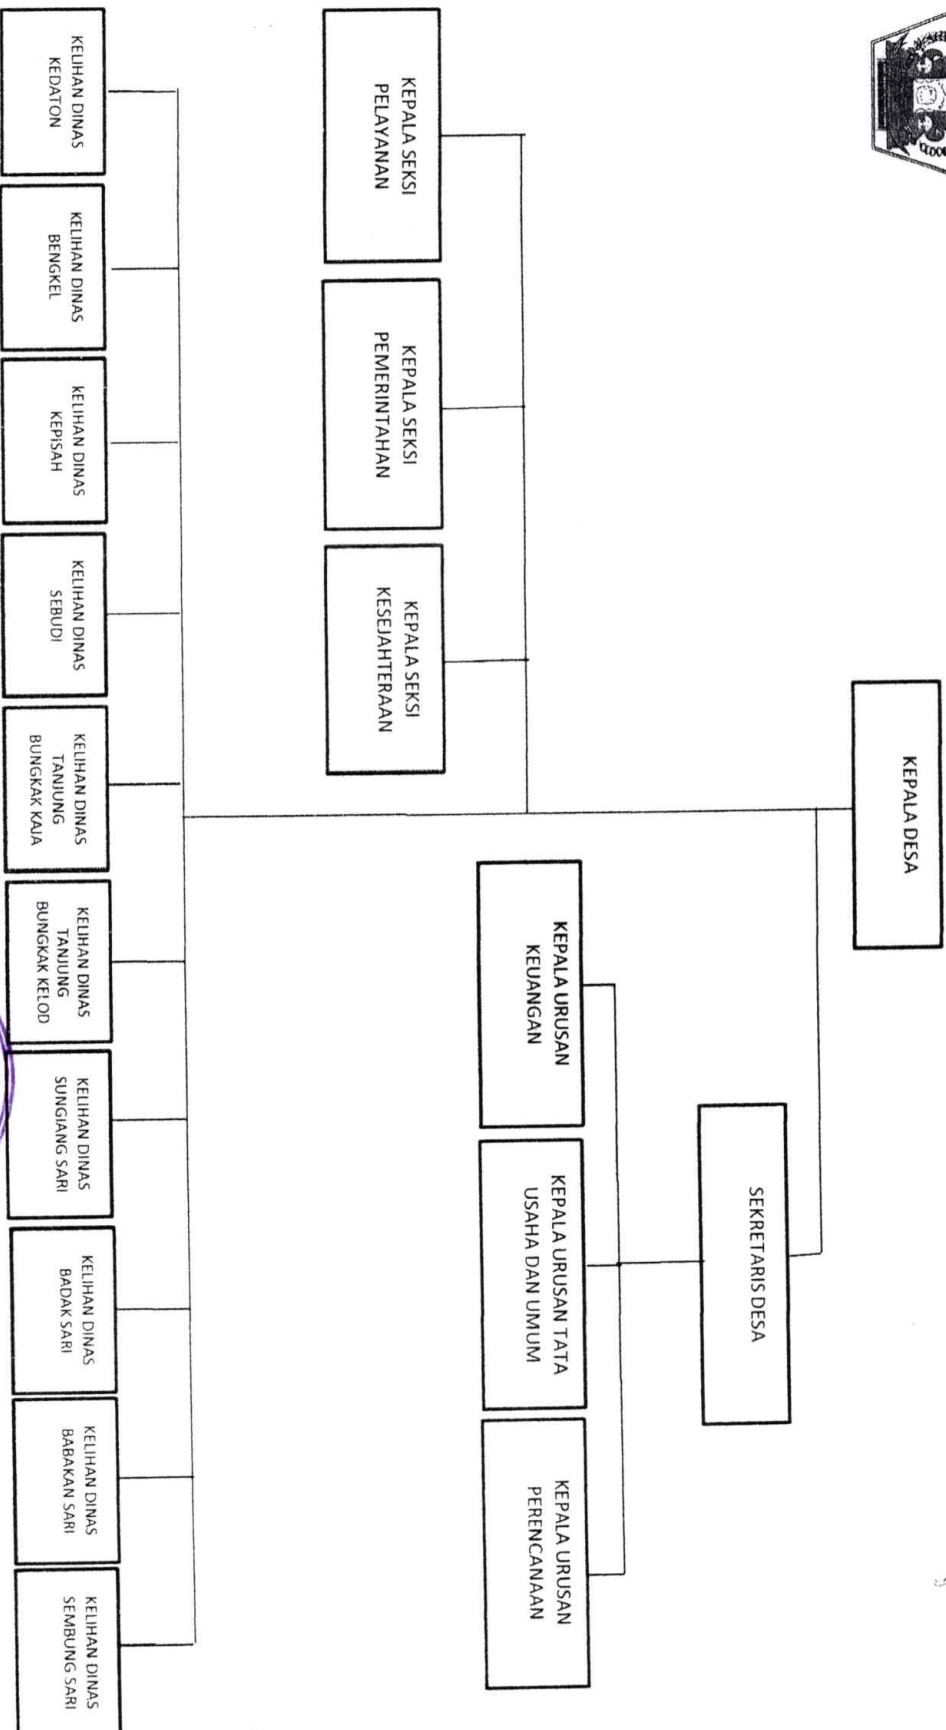 KEPALA DESA
SEKRETARIS DESA
KEPALA URUSAN
KEUANGAN
KEPALA URUSAN TATA
USAHA DAN UMUM
KEPALA URUSAN
PERENCANAAN
KEPALA SEKSI
PELAYANAN
KEPALA SEKSI
PEMERINTAHAN
KEPALA SEKSI
KESEJAHTERAAN
KELIHAN DINAS
KEDATON
KELIHAN DINAS
BENGKEL
KELIHAN DINAS
KEPISAH
KELIHAN DINAS
SEBUDI
KELIHAN DINAS
TANJUNG
BUNGKAK KAJA
KELIHAN DINAS
TANJUNG
BUNGKAK KELOD
KELIHAN DINAS
SUNGIANG SARI
KELIHAN DINAS
BADAK SARI
KELIHAN DINAS
BABAKAN SARI
KELIHAN DINAS
SEMBUNG SARI